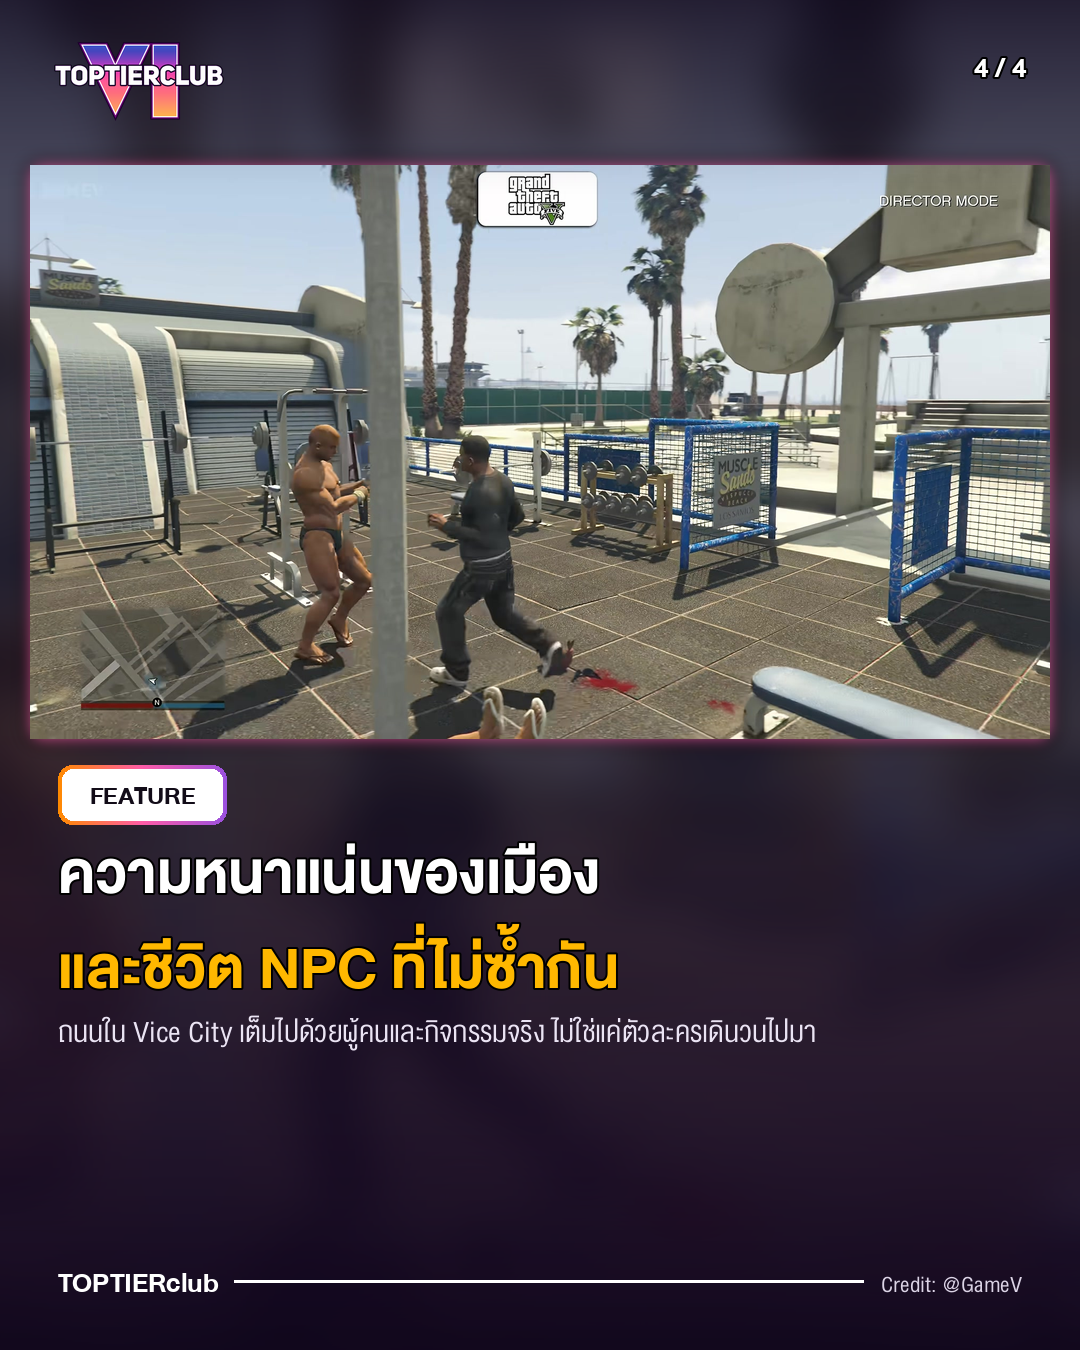 VI
TOPTIERCLUB
4 / 4
grand
theft
auto
DIRECTOR MODE
MUSCLE
Sands
MUSCLE
Sands
N
FEATURE
ความหนาแน่นของเมือง
และชีวิต NPC ที่ไม่ซ้ำกัน
ถนนใน Vice City เต็มไปด้วยผู้คนและกิจกรรมจริง ไม่ใช่แค่ตัวละครเดินวนไปมา
TOPTIERclub
Credit: @GameV